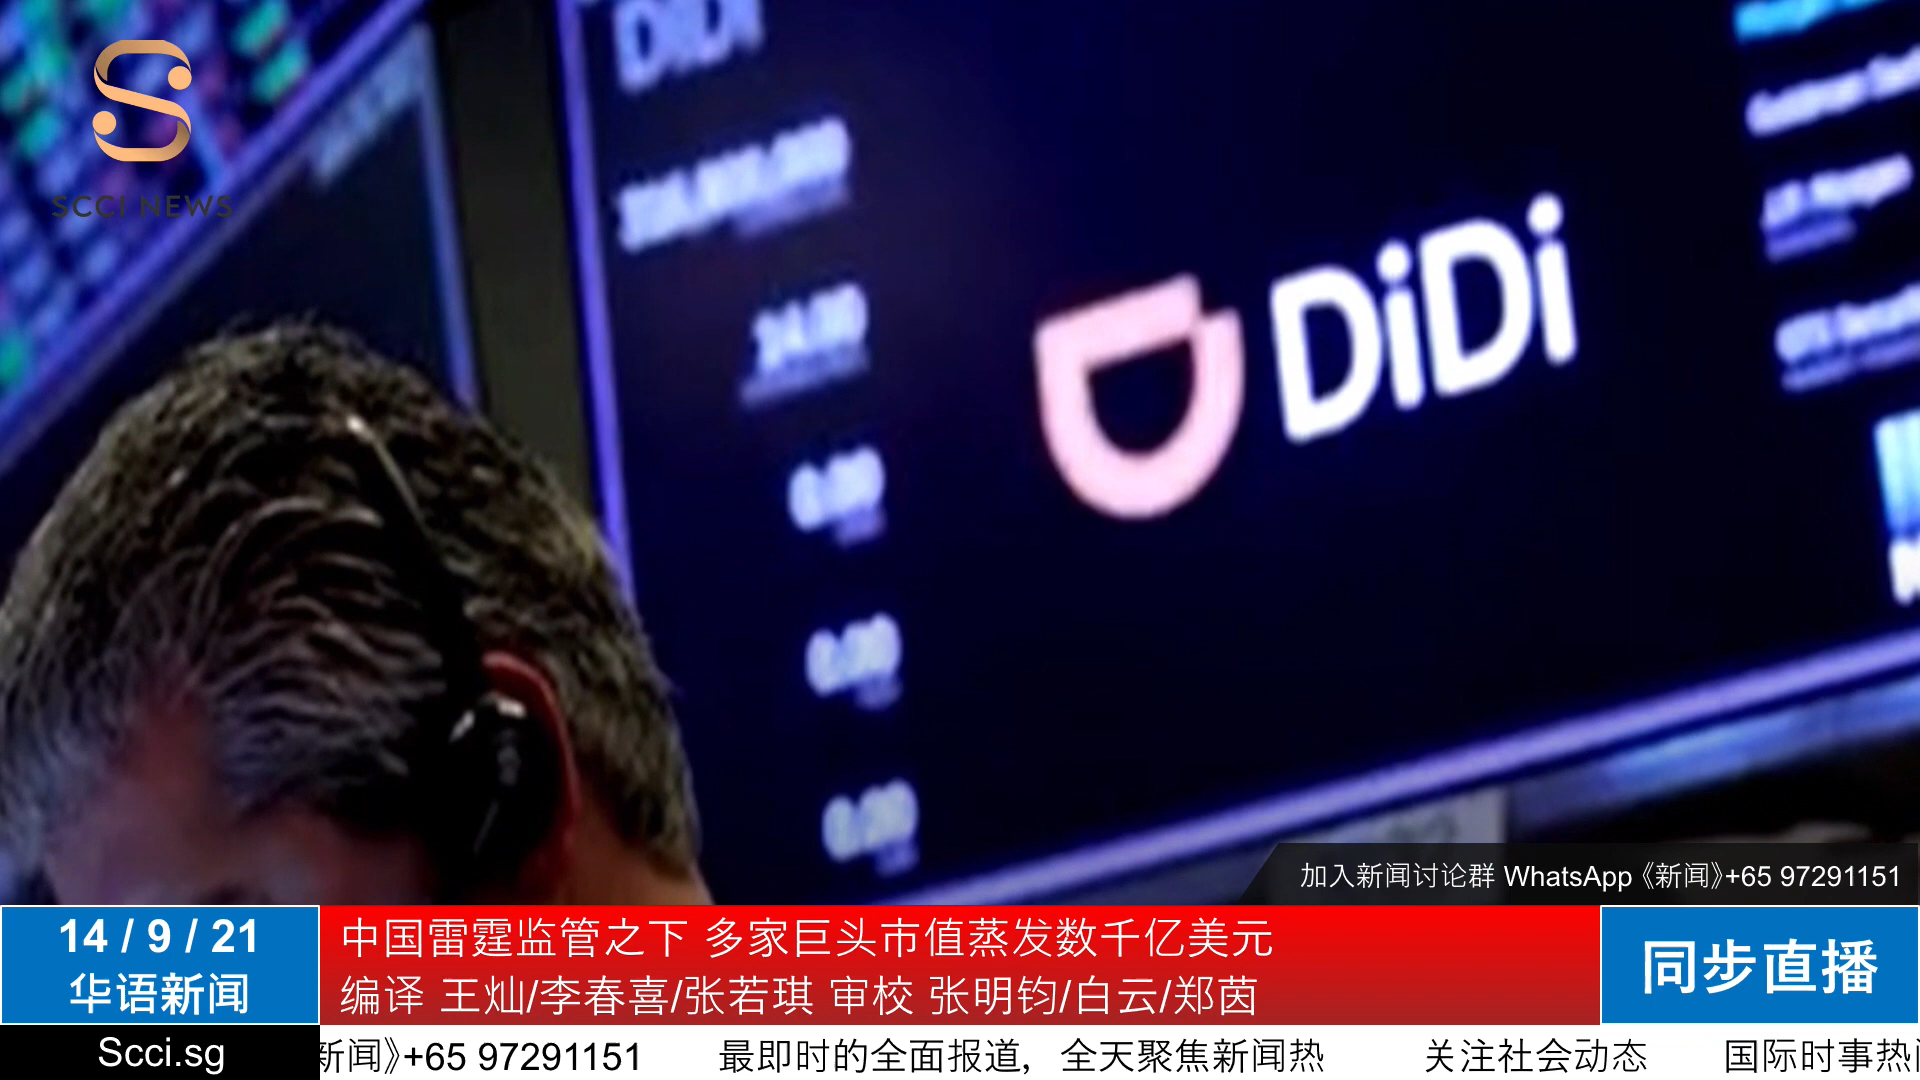 DiDi
SCCI NEWS
DiDi
0.00
0.00
加入新闻讨论群 WhatsApp《新闻》+65 97291151
14 / 9 / 21
华语新闻
中国雷霆监管之下 多家巨头市值蒸发数千亿美元
编译 王灿/李春喜/张若琪 审校 张明钧/白云/郑茵
同步直播
Scci.sg
新闻》+65 97291151 最即时的全面报道，全天聚焦新闻热 关注社会动态 国际时事热